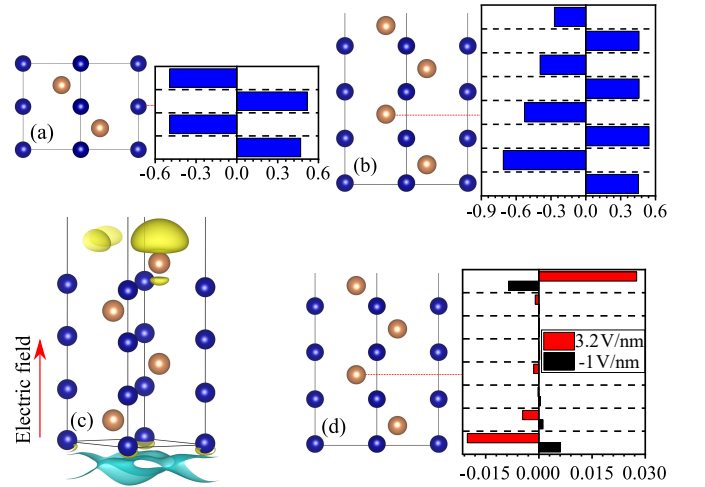 (a)
-0.6 -0.3 0.0 0.3 0.6
(b)
-0.9 -0.6 -0.3 0.0 0.3 0.6
Electric field
(c)
(d)
3.2V/nm
-1V/nm
-0.015 0.000 0.015 0.030